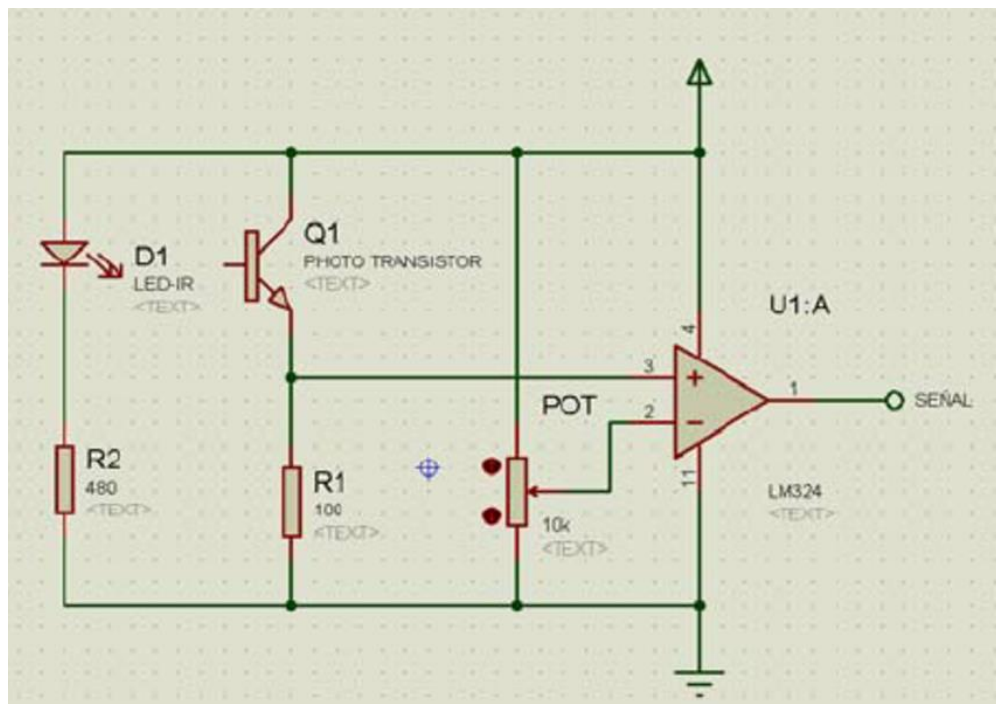 D1
LED-IR
<TEXT>
R2
480
<TEXT>
Q1
PHOTO TRANSISTOR
<TEXT>
R1
100
<TEXT>
POT
10k
<TEXT>
U1:A
4
3
2
1
11
LM324
<TEXT>
SEÑAL